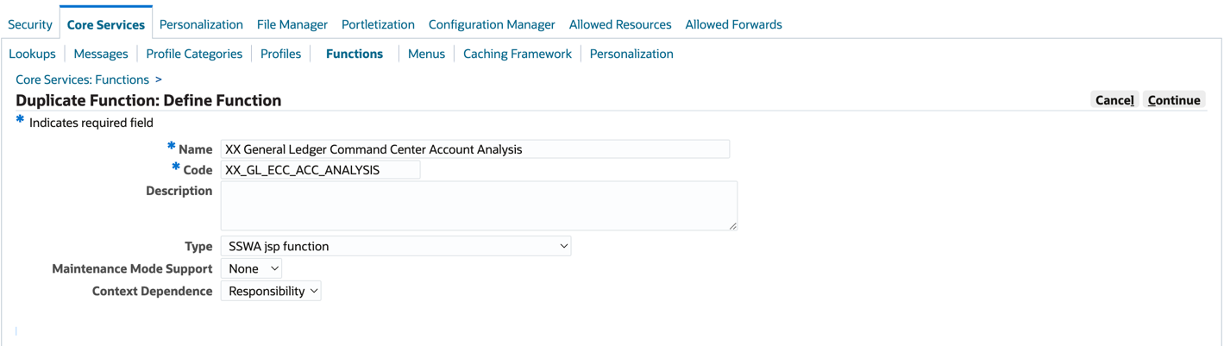 Security Core Services Personalization File Manager Portletization Configuration Manager Allowed Resources Allowed Forwards
Lookups Messages Profile Categories Profiles Functions Menus Caching Framework Personalization
Core Services: Functions >
Duplicate Function: Define Function Cancel Continue
* Indicates required field
* Name XX General Ledger Command Center Account Analysis
* Code XX_GL_ECC_ACC_ANALYSIS
Description
Type SSWA jsp function
Maintenance Mode Support None
Context Dependence Responsibility